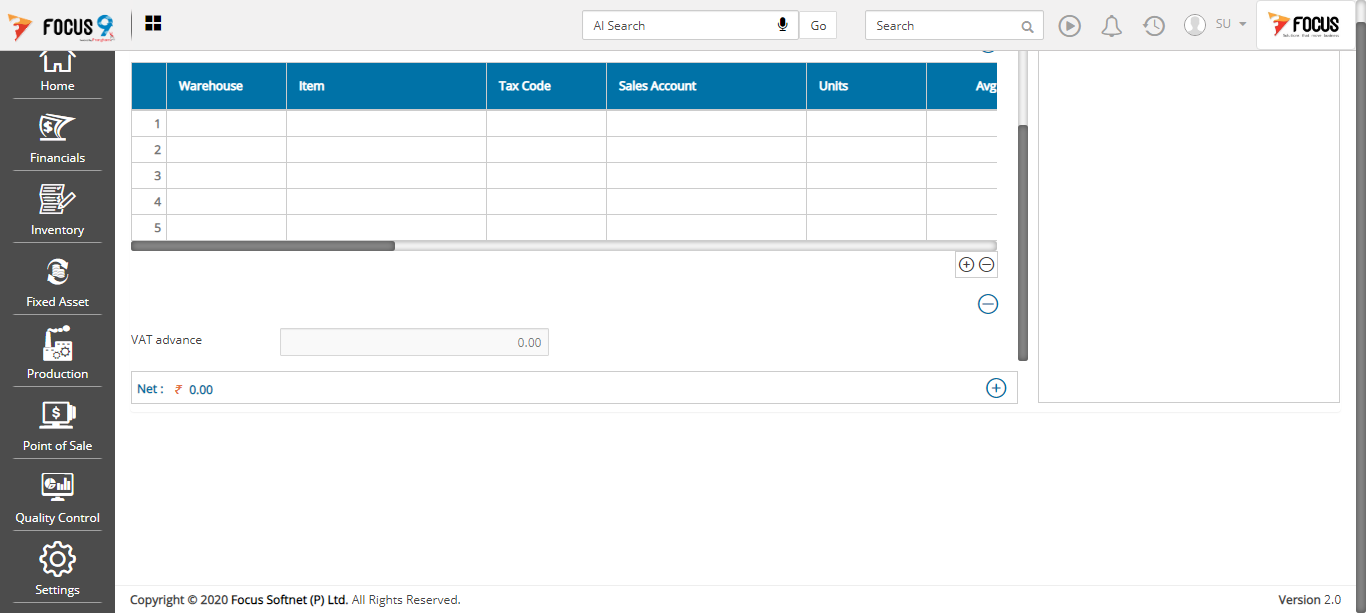 FOCUS 9
AI Search
Go
Search
SU
FOCUS
Home
Financials
Inventory
Fixed Asset
Production
Point of Sale
Quality Control
Settings
Warehouse Item Tax Code Sales Account Units Avg
1
2
3
4
5
VAT advance 0.00
Net : ₹ 0.00
Copyright © 2020 Focus Softnet (P) Ltd. All Rights Reserved.
Version 2.0